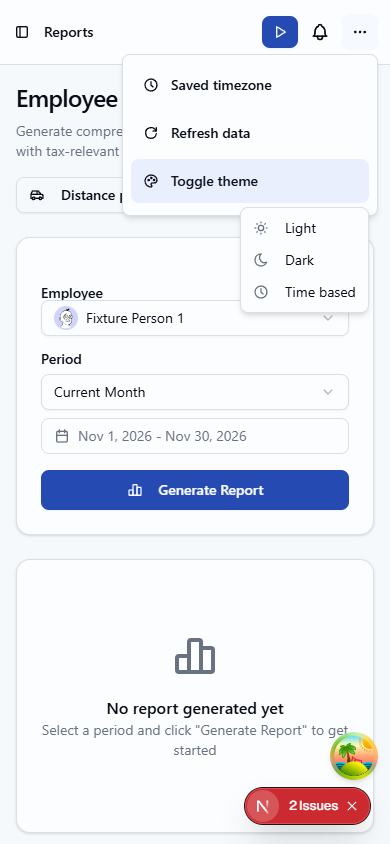 Reports
Saved timezone
Refresh data
Toggle theme
Light
Dark
Time based
Employee
Generate compre
with tax-relevant
Distance
Employee
Fixture Person 1
Period
Current Month
Nov 1, 2026 - Nov 30, 2026
Generate Report
No report generated yet
Select a period and click "Generate Report" to get
started
N
2 Issues